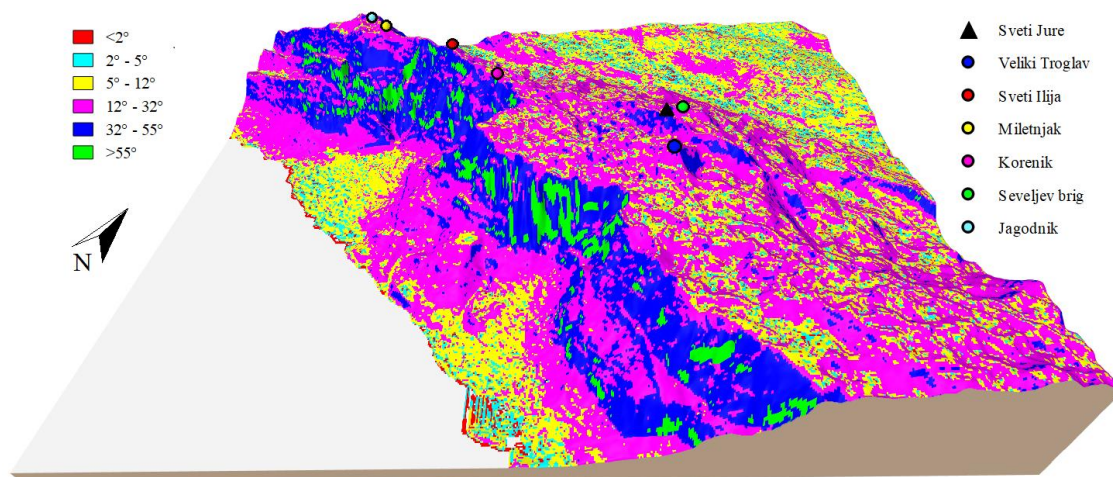 <2°
2° - 5°
5° - 12°
12° - 32°
32° - 55°
>55°
N
Sveti Jure
Veliki Troglav
Sveti Ilija
Miletnjak
Korenik
Seveljev brig
Jagodnik